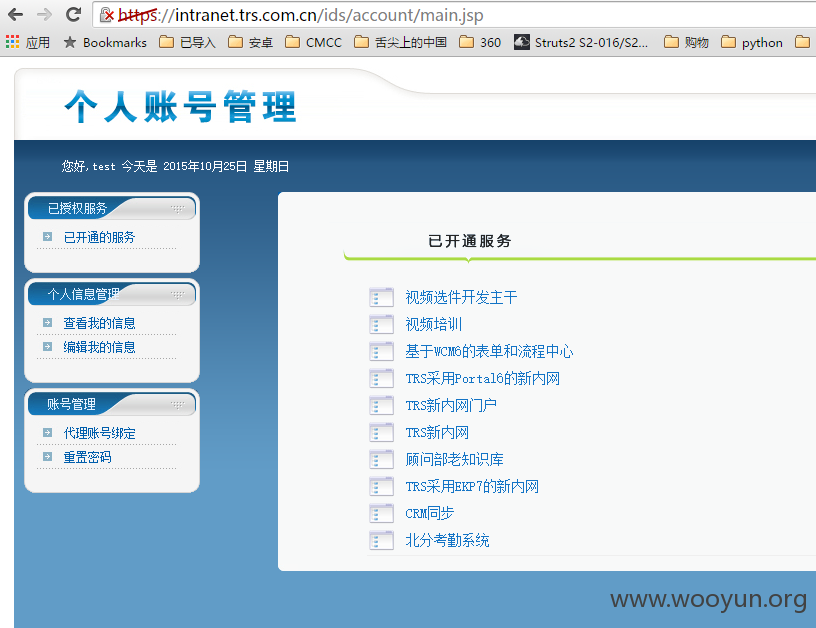 https://intranet.trs.com.cn/ids/account/main.jsp
应用 Bookmarks 已导入 安卓 CMCC 舌尖上的中国 360 Struts2 S2-016/S2... 购物 python
个人账号管理
您好,test 今天是 2015年10月25日 星期日
已授权服务
已开通的服务
个人信息管理
查看我的信息
编辑我的信息
账号管理
代理账号绑定
重置密码
已开通服务
视频选件开发主干
视频培训
基于WCM6的表单和流程中心
TRS采用Portal6的新内网
TRS新内网门户
TRS新内网
顾问部老知识库
TRS采用EKP7的新内网
CRM同步
北分考勤系统
www.wooyun.org